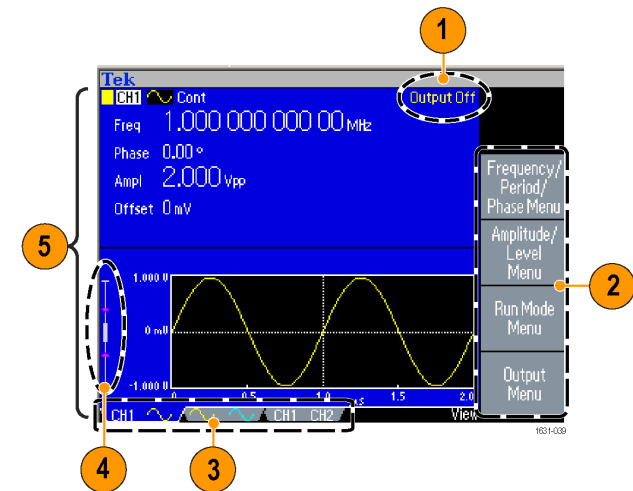 1
Tek
CH1 Cont
Output Off
Freq 1.000 000 000 00 MHz
Phase 0.00 °
Ampl 2.000 Vpp
Offset 0 mV
Frequency/
Period/
Phase Menu
Amplitude/
Level
Menu
Run Mode
Menu
Output
Menu
5
2
1.000 V
0 mV
-1.000 V
0.5 1.0 1.5 2.0
CH1
CH1 CH2
View
1631-039
4
3